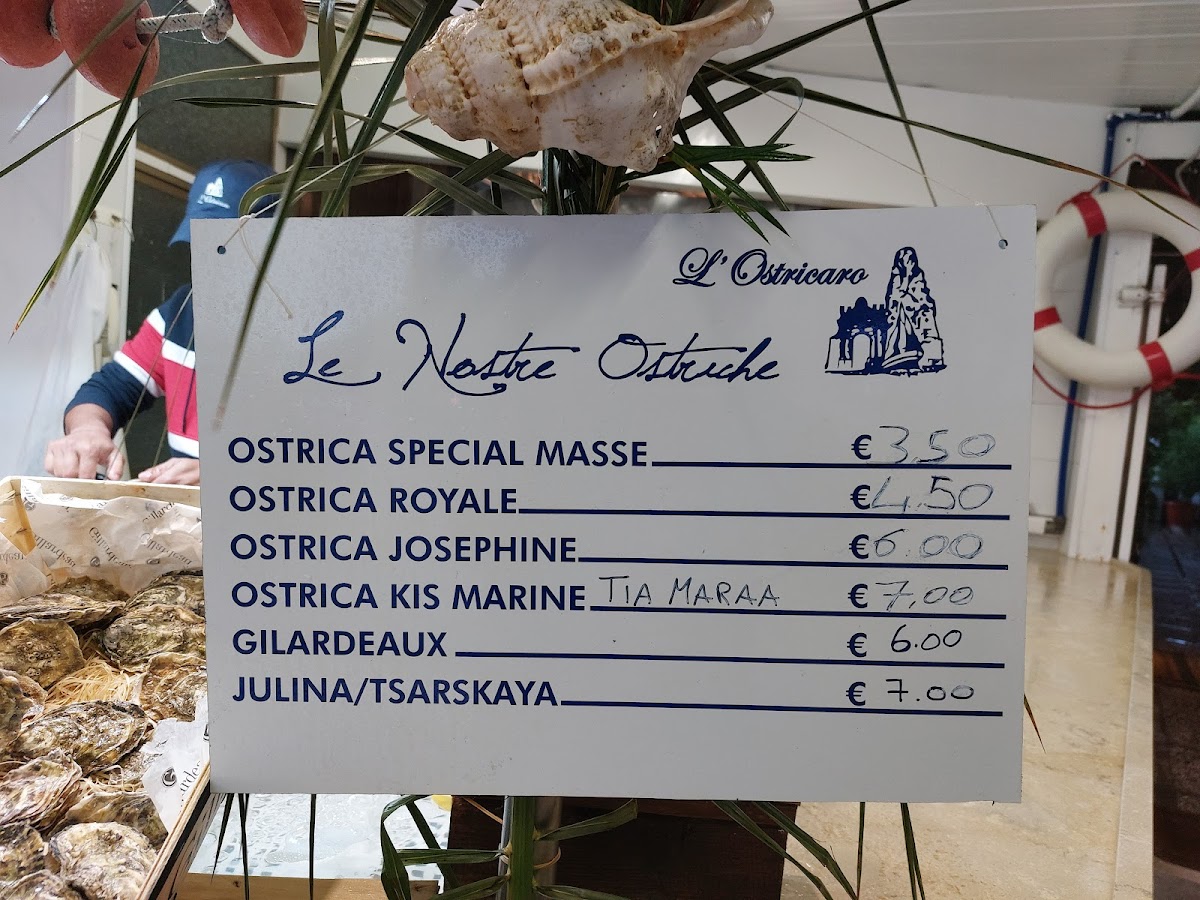 L'Ostricaro
Le Nostre Ostriche
OSTRICA SPECIAL MASSE € 3.50
OSTRICA ROYALE € 4.50
OSTRICA JOSEPHINE € 6.00
OSTRICA KIS MARINE TIA MARAA € 7,00
GILARDEAUX € 6.00
JULINA/TSARSKAYA € 7.00